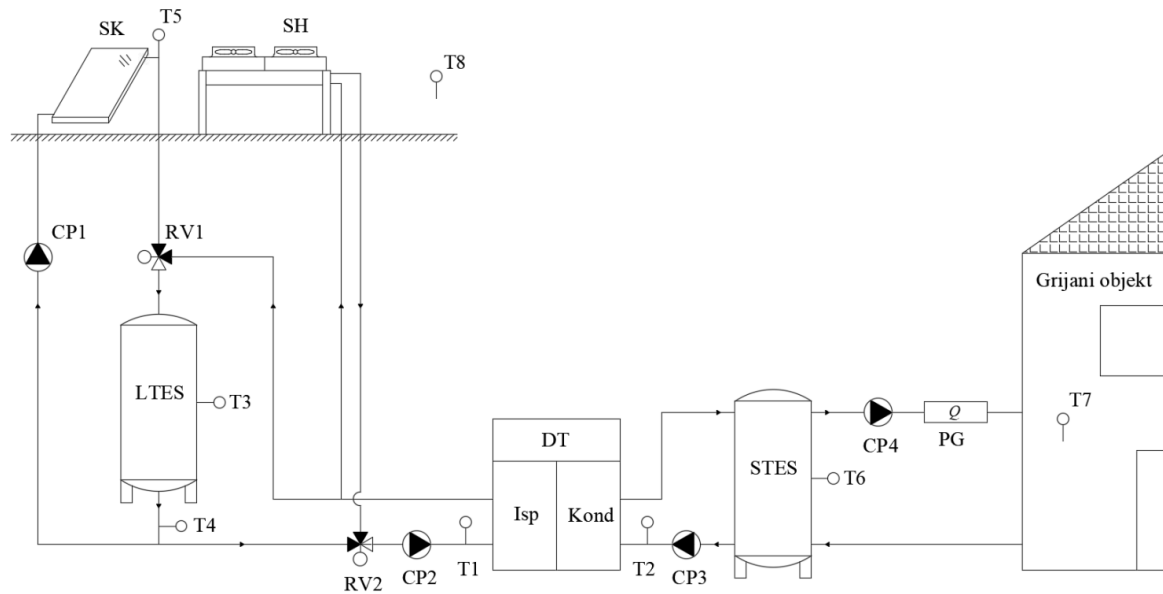 T5
SK
SH
T8
CP1
RV1
Grijani objekt
LTES
T3
T7
Q
DT
CP4
PG
STES
T6
Isp
Kond
T4
T1
T2
RV2
CP2
CP3